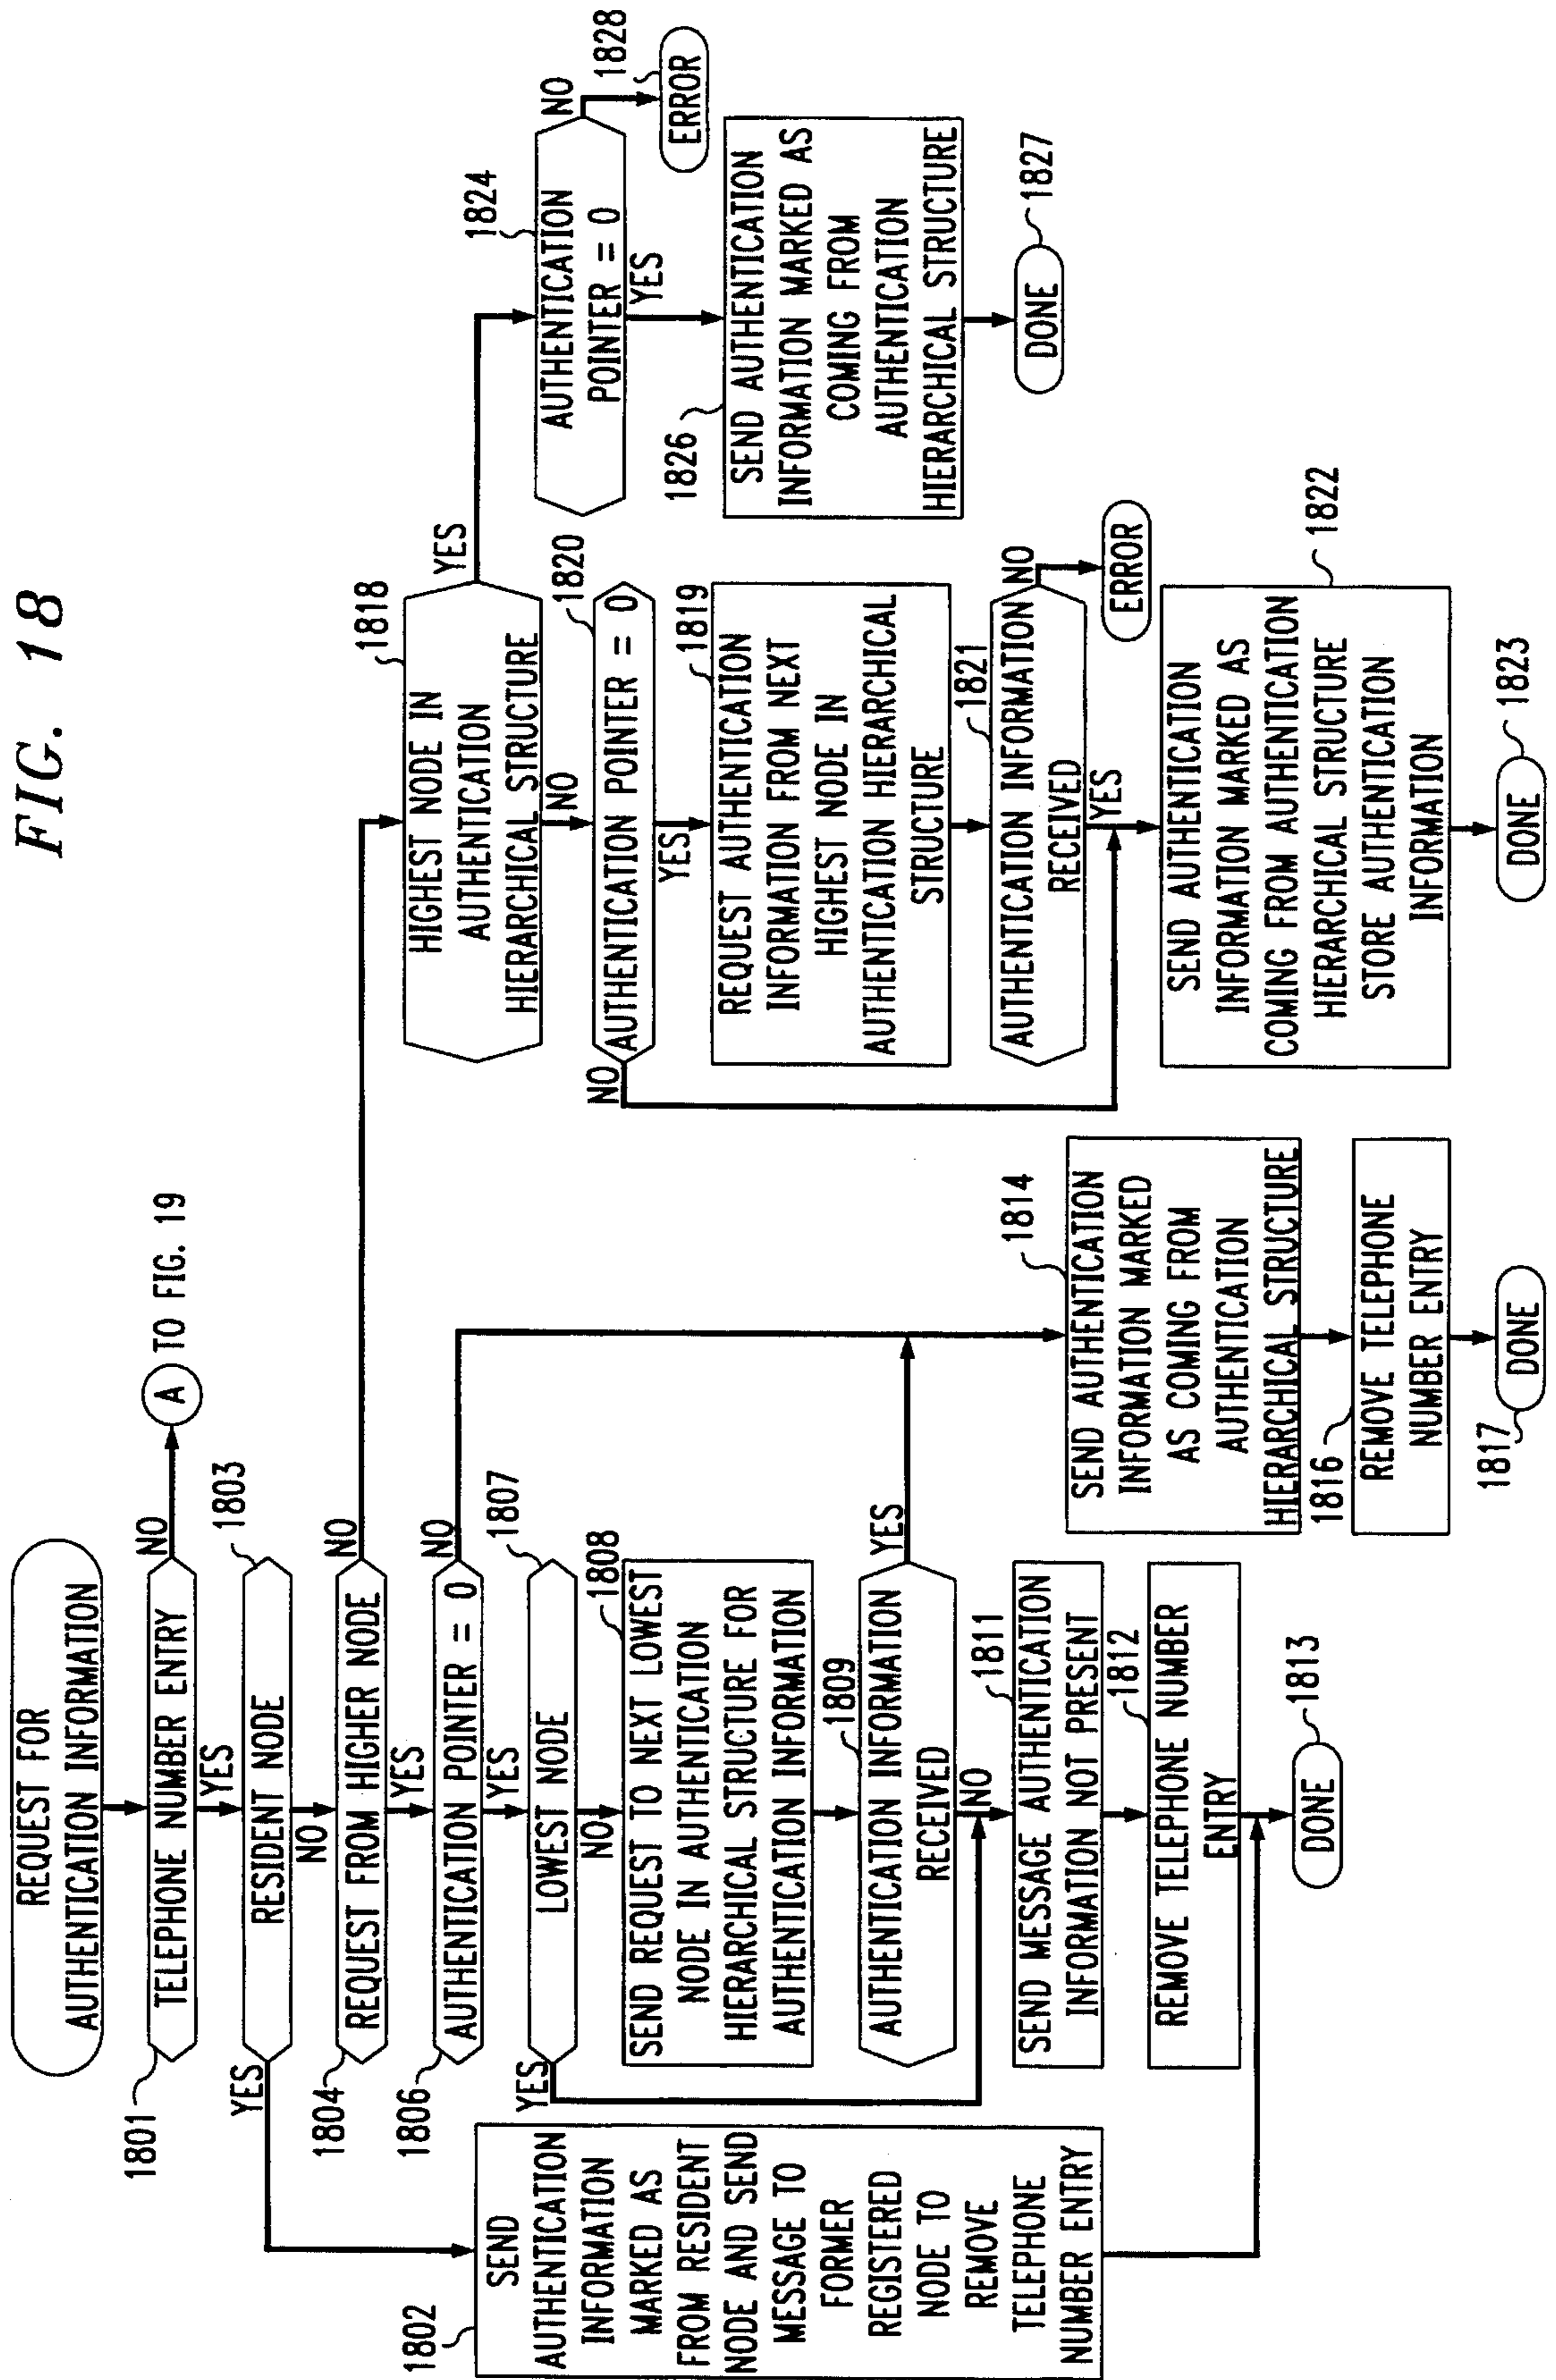 FIG. 18
REQUEST FOR
AUTHENTICATION INFORMATION
1801
TELEPHONE NUMBER ENTRY
NO
A
TO FIG. 19
YES
1803
RESIDENT NODE
YES
NO
1804
REQUEST FROM HIGHER NODE
NO
YES
1806
AUTHENTICATION POINTER = 0
NO
YES
1807
LOWEST NODE
YES
NO
1808
SEND REQUEST TO NEXT LOWEST
NODE IN AUTHENTICATION
HIERARCHICAL STRUCTURE FOR
AUTHENTICATION INFORMATION
1809
AUTHENTICATION INFORMATION
RECEIVED
YES
NO
1811
SEND MESSAGE AUTHENTICATION
INFORMATION NOT PRESENT
1812
REMOVE TELEPHONE NUMBER
ENTRY
DONE
1813
1802
SEND
AUTHENTICATION
INFORMATION
MARKED AS
FROM RESIDENT
NODE AND SEND
MESSAGE TO
FORMER
REGISTERED
NODE TO
REMOVE
TELEPHONE
NUMBER ENTRY
1814
SEND AUTHENTICATION
INFORMATION MARKED
AS COMING FROM
AUTHENTICATION
HIERARCHICAL STRUCTURE
1816
REMOVE TELEPHONE
NUMBER ENTRY
1817
DONE
1818
HIGHEST NODE IN
AUTHENTICATION
HIERARCHICAL STRUCTURE
YES
NO
1820
AUTHENTICATION POINTER = 0
NO
YES
1819
REQUEST AUTHENTICATION
INFORMATION FROM NEXT
HIGHEST NODE IN
AUTHENTICATION HIERARCHICAL
STRUCTURE
1821
AUTHENTICATION INFORMATION
RECEIVED
NO
ERROR
YES
1822
SEND AUTHENTICATION
INFORMATION MARKED AS
COMING FROM AUTHENTICATION
HIERARCHICAL STRUCTURE
STORE AUTHENTICATION
INFORMATION
DONE
1823
1824
AUTHENTICATION
POINTER = 0
NO
1828
ERROR
YES
1826
SEND AUTHENTICATION
INFORMATION MARKED AS
COMING FROM
AUTHENTICATION
HIERARCHICAL STRUCTURE
DONE
1827